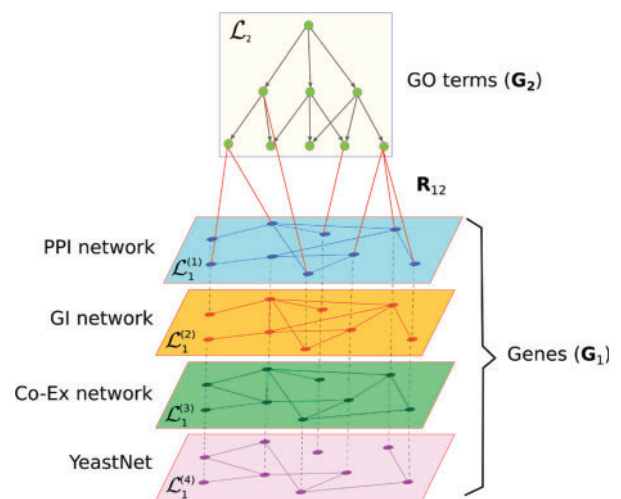 ℒ₂
GO terms (G₂)
R₁₂
PPI network
ℒ₁⁽¹⁾
GI network
ℒ₁⁽²⁾
Genes (G₁)
Co-Ex network
ℒ₁⁽³⁾
YeastNet
ℒ₁⁽⁴⁾